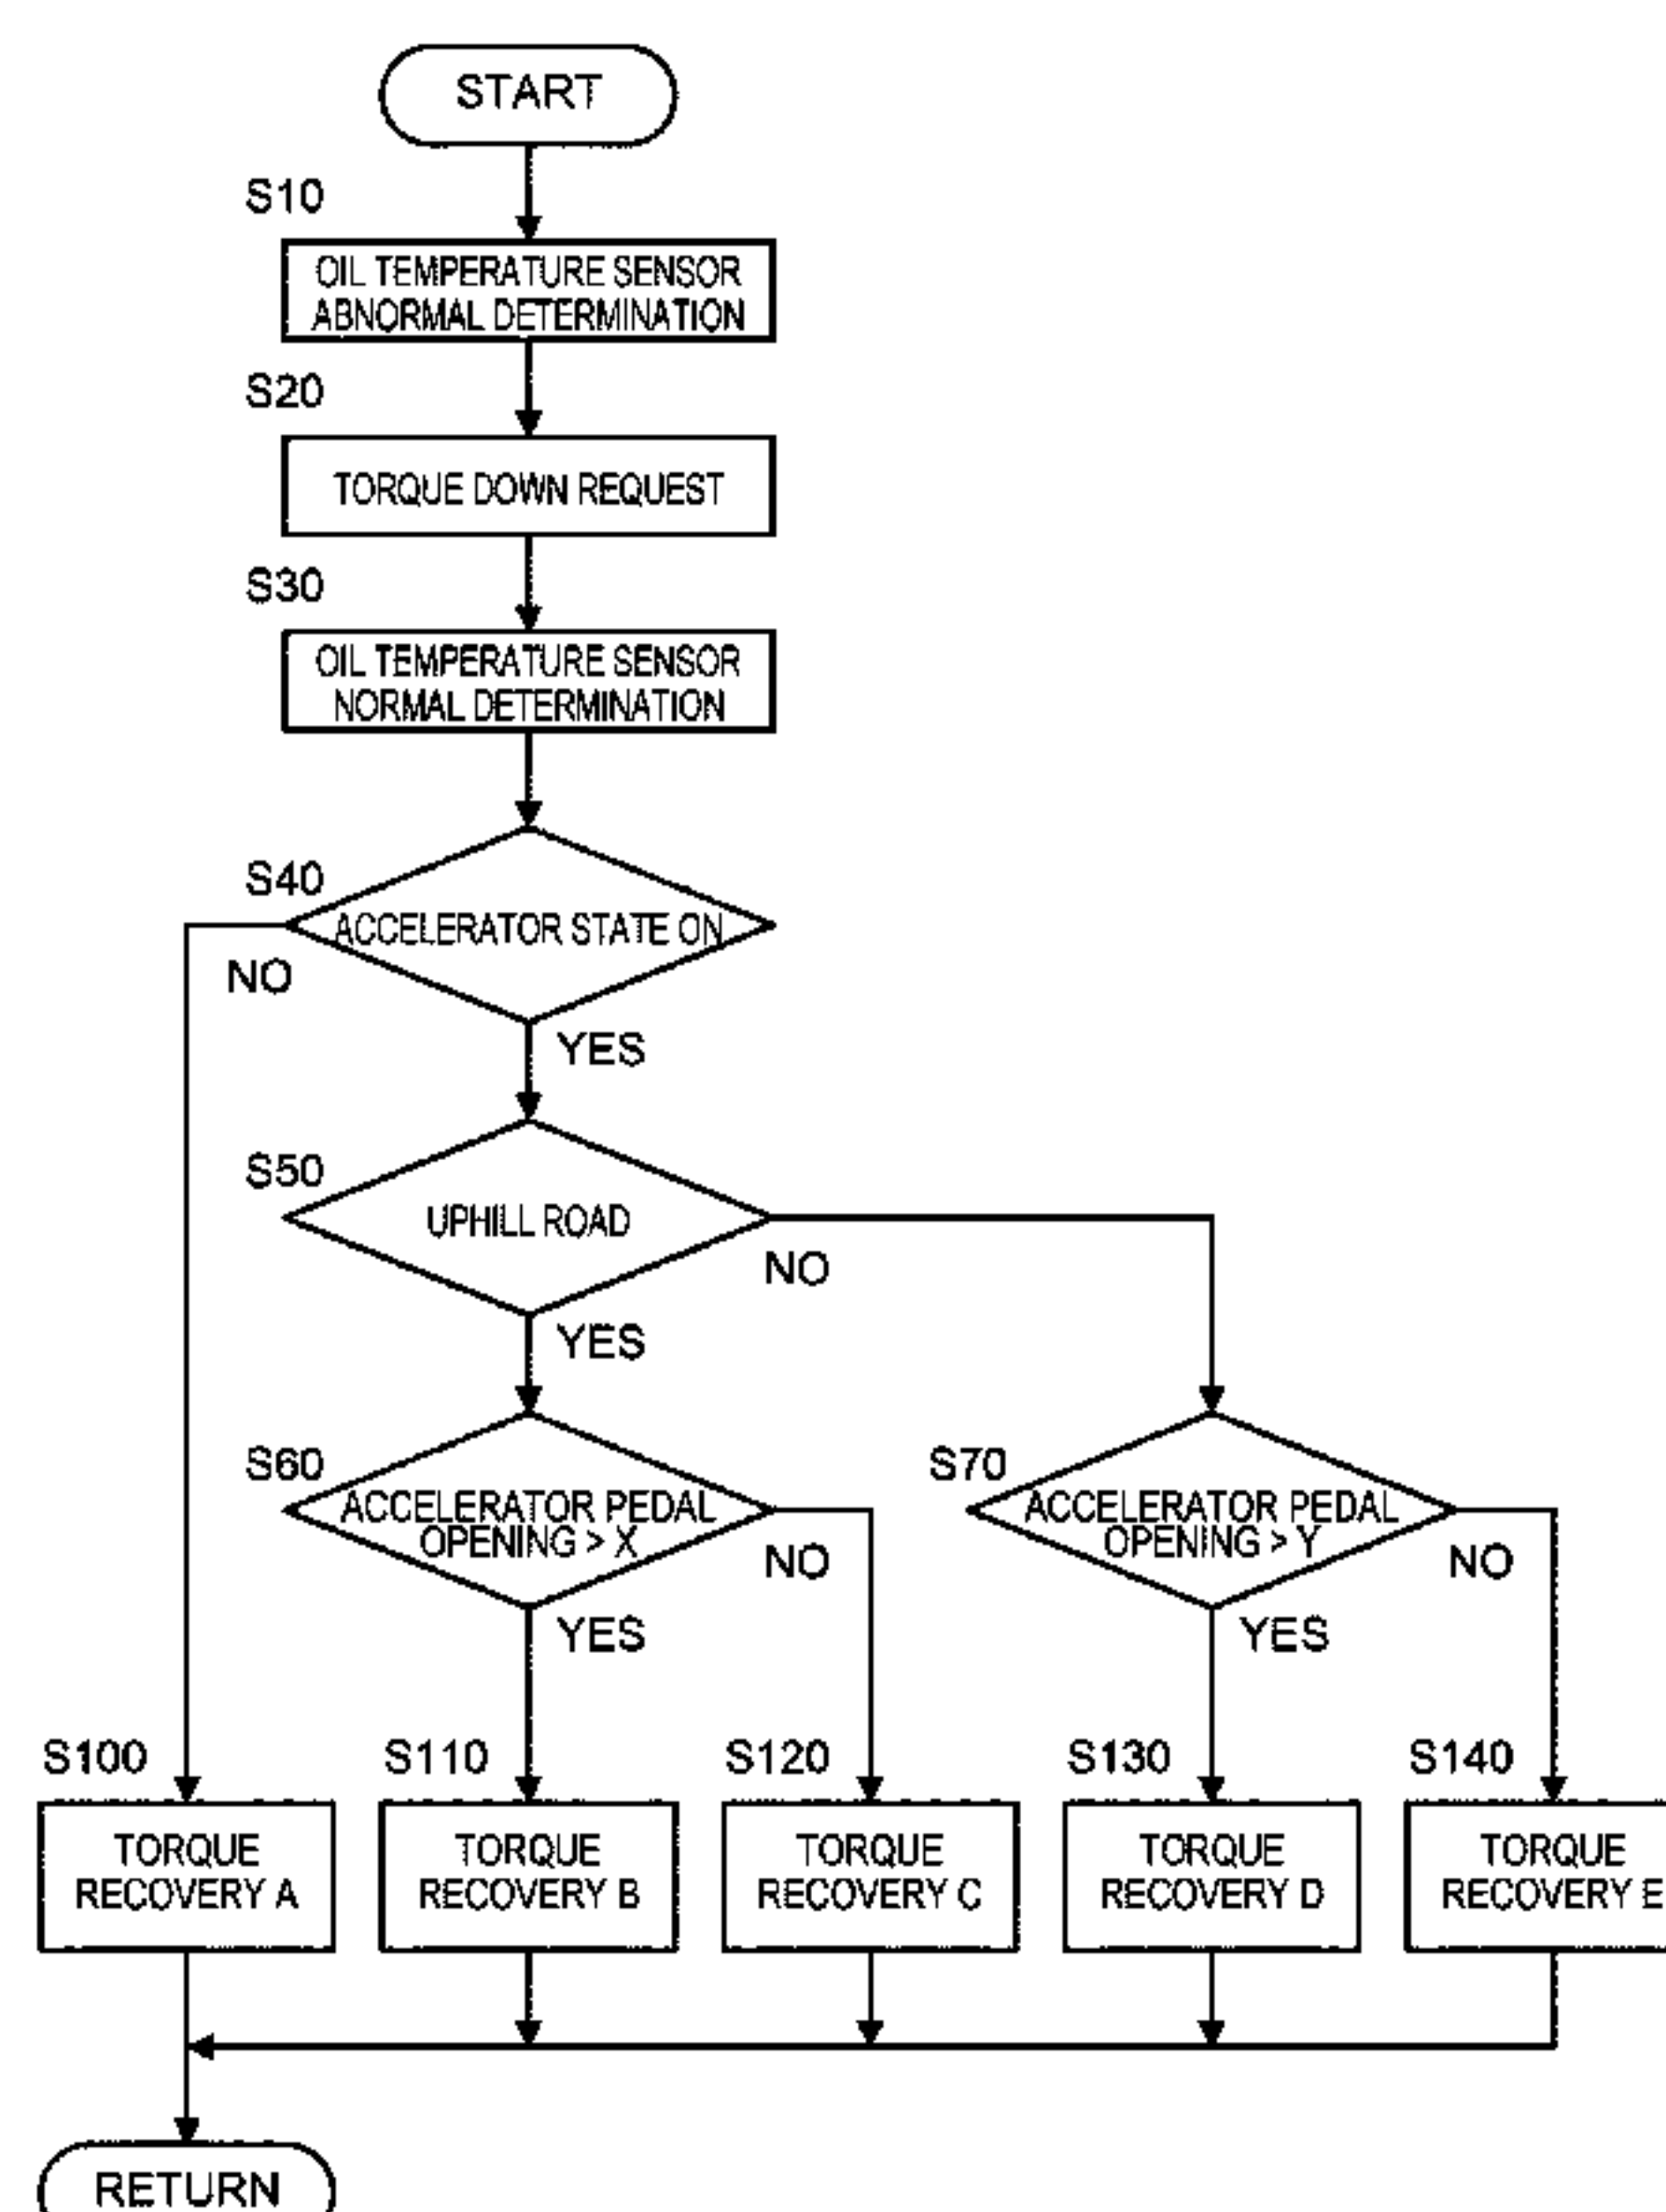 START
S10
OIL TEMPERATURE SENSOR
ABNORMAL DETERMINATION
S20
TORQUE DOWN REQUEST
S30
OIL TEMPERATURE SENSOR
NORMAL DETERMINATION
S40
ACCELERATOR STATE ON
NO
YES
S50
UPHILL ROAD
NO
YES
S60
ACCELERATOR PEDAL
OPENING > X
NO
YES
S70
ACCELERATOR PEDAL
OPENING > Y
NO
YES
S100
TORQUE
RECOVERY A
S110
TORQUE
RECOVERY B
S120
TORQUE
RECOVERY C
S130
TORQUE
RECOVERY D
S140
TORQUE
RECOVERY E
RETURN